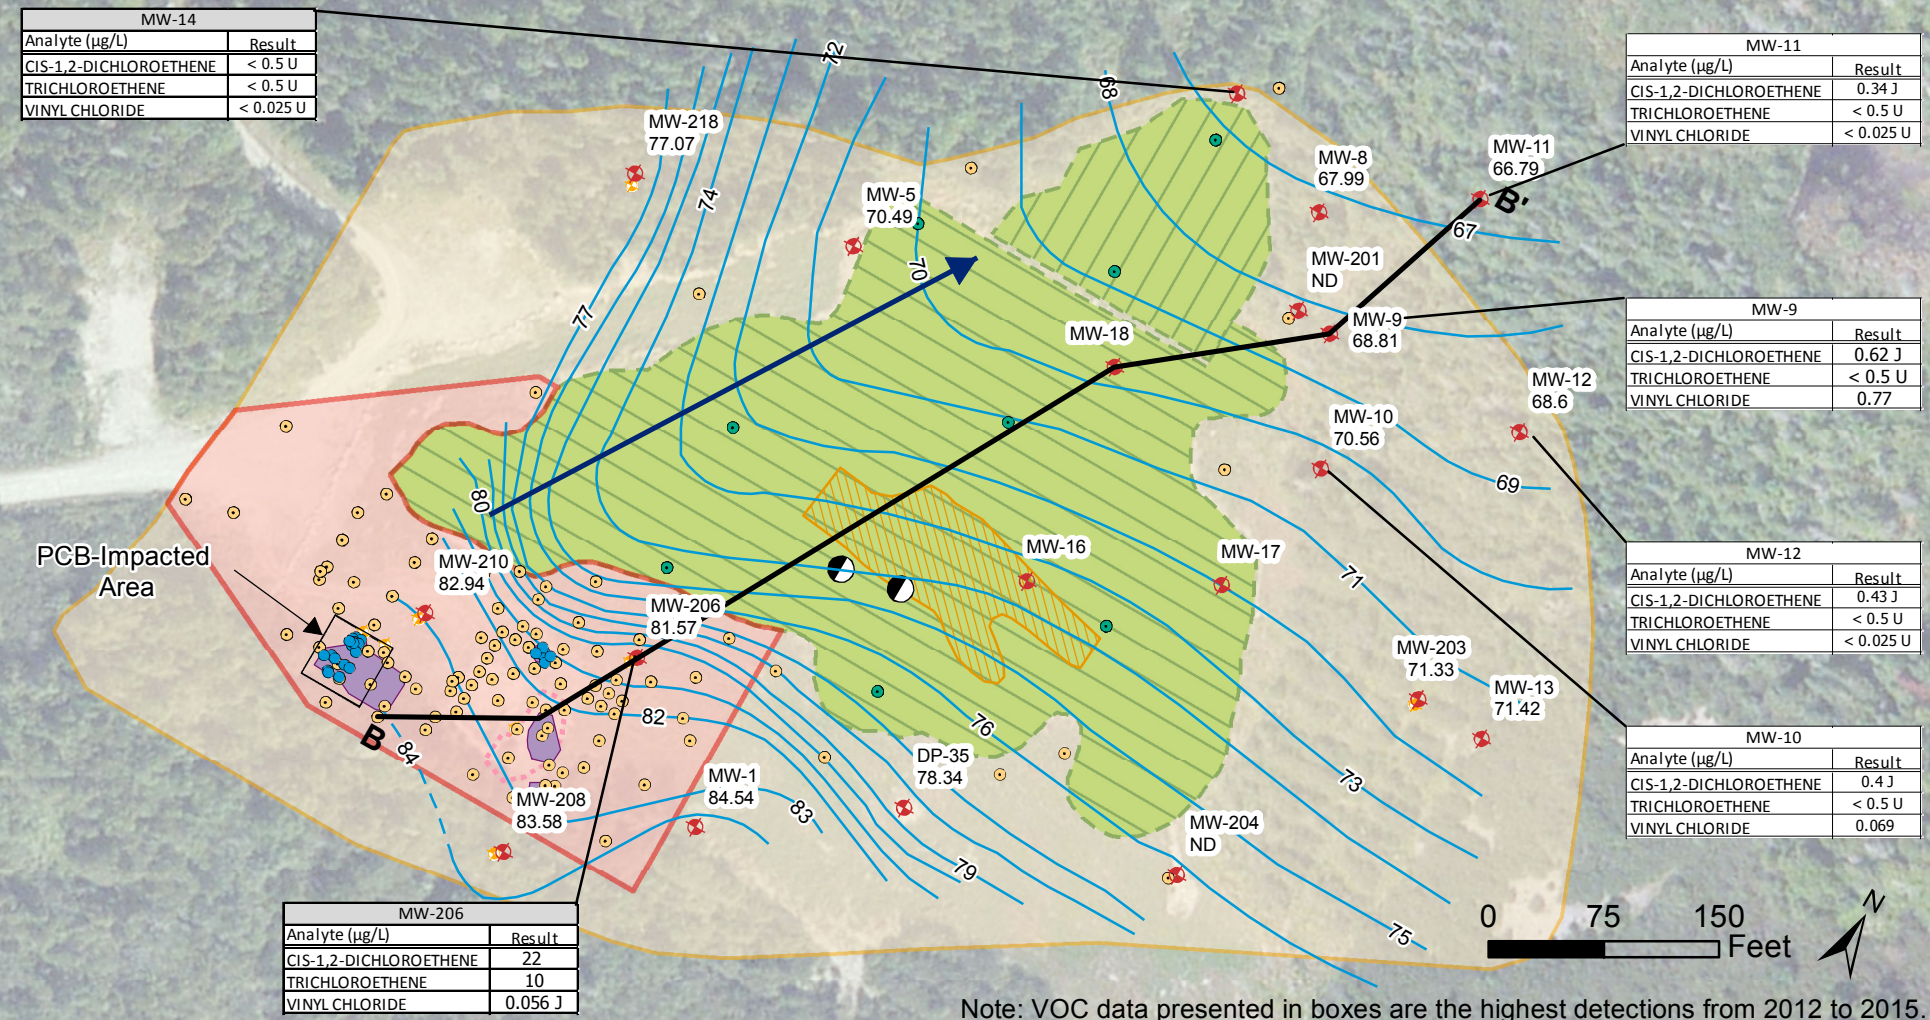 MW-14
Analyte (µg/L) Result
CIS-1,2-DICHLOROETHENE < 0.5 U
TRICHLOROETHENE < 0.5 U
VINYL CHLORIDE < 0.025 U
MW-11
Analyte (µg/L) Result
CIS-1,2-DICHLOROETHENE 0.34 J
TRICHLOROETHENE < 0.5 U
VINYL CHLORIDE < 0.025 U
72
68
MW-218
77.07
MW-8
67.99
MW-11
66.79
B'
67
74
MW-5
70.49
70
MW-201
ND
77
MW-18
MW-9
68.81
MW-9
Analyte (µg/L) Result
CIS-1,2-DICHLOROETHENE 0.62 J
TRICHLOROETHENE < 0.5 U
VINYL CHLORIDE 0.77
MW-12
68.6
MW-10
70.56
69
80
PCB-Impacted
Area
MW-210
82.94
MW-16
MW-17
71
MW-206
81.57
MW-12
Analyte (µg/L) Result
CIS-1,2-DICHLOROETHENE 0.43 J
TRICHLOROETHENE < 0.5 U
VINYL CHLORIDE < 0.025 U
MW-203
71.33
MW-13
71.42
82
76
B
84
DP-35
78.34
73
MW-10
Analyte (µg/L) Result
CIS-1,2-DICHLOROETHENE 0.4 J
TRICHLOROETHENE < 0.5 U
VINYL CHLORIDE 0.069
MW-208
83.58
MW-1
84.54
83
MW-204
ND
79
75
MW-206
Analyte (µg/L) Result
CIS-1,2-DICHLOROETHENE 22
TRICHLOROETHENE 10
VINYL CHLORIDE 0.056 J
0 75 150
Feet
N
Note: VOC data presented in boxes are the highest detections from 2012 to 2015.